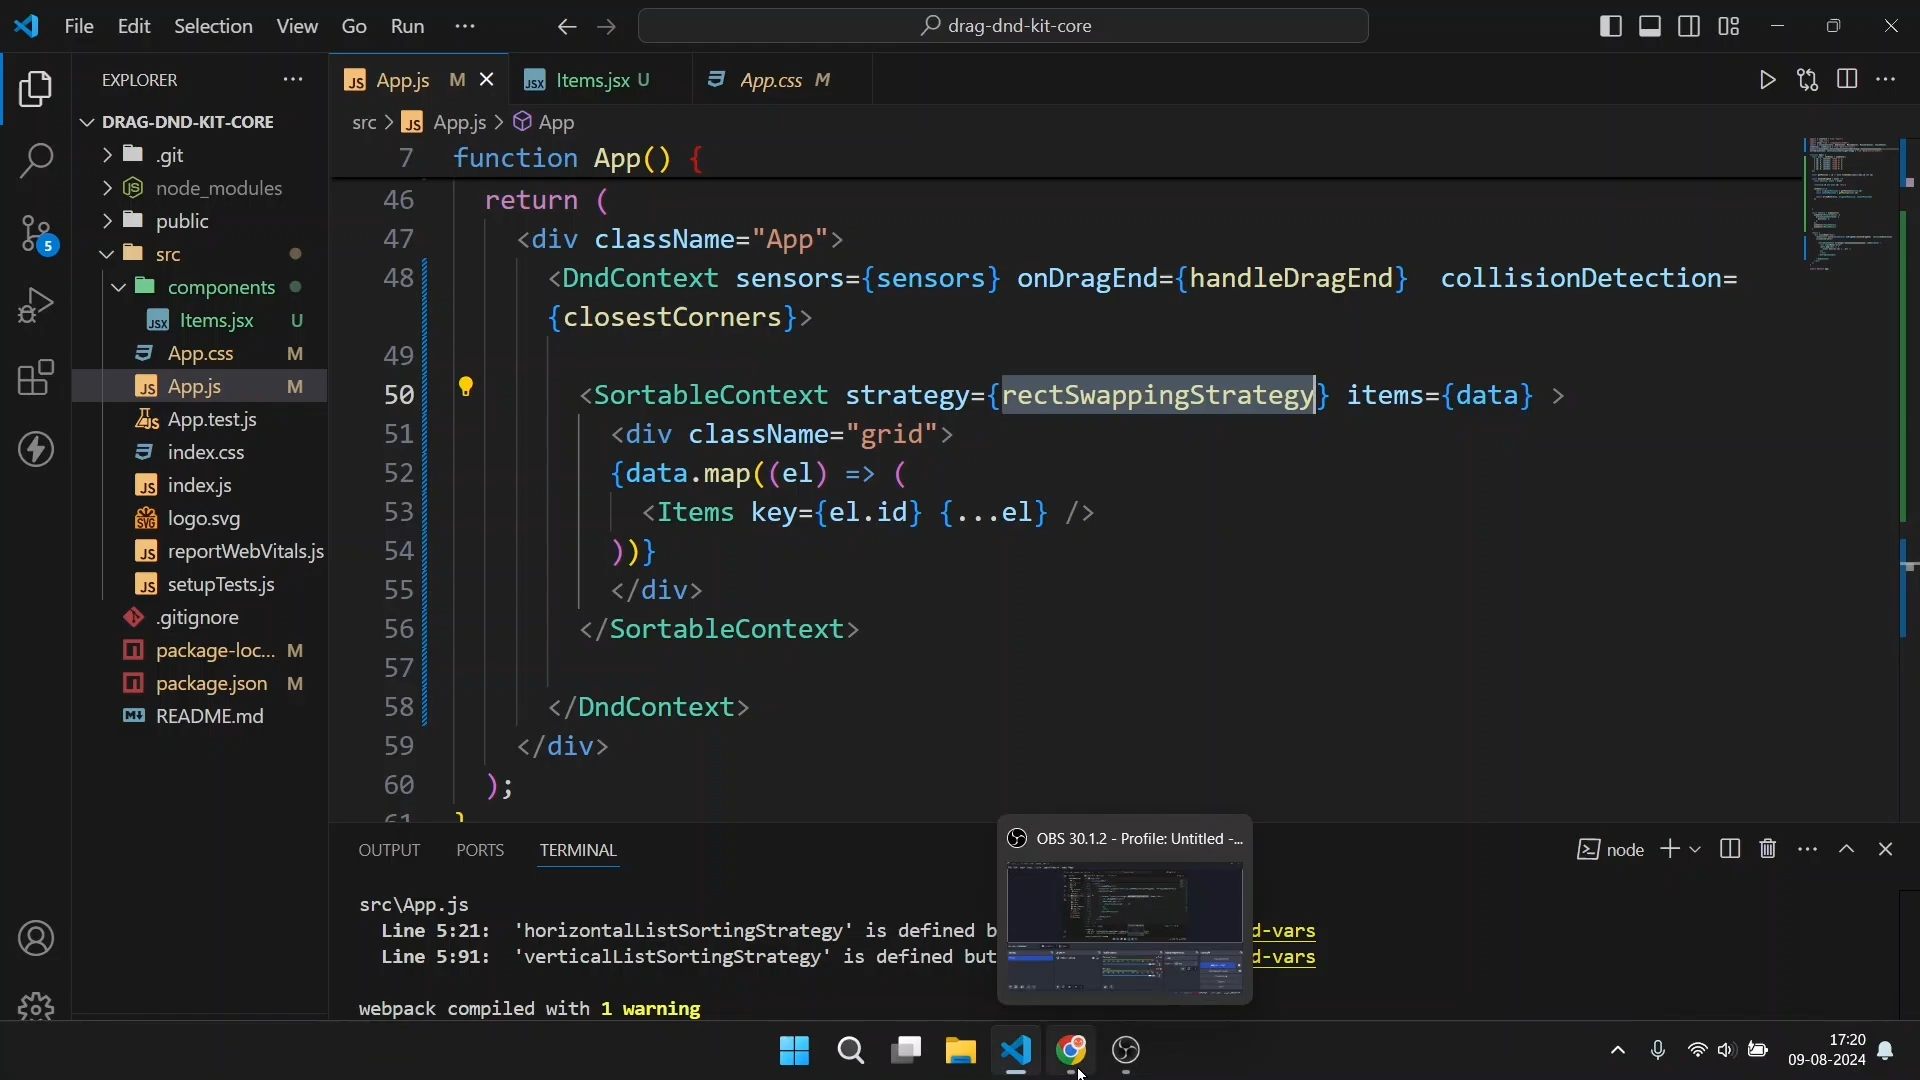 File Edit Selection View Go Run ···
drag-dnd-kit-core
EXPLORER ···
DRAG-DND-KIT-CORE
.git
node_modules
public
src
components
Items.jsx U
App.css M
App.js M
App.test.js
index.css
index.js
logo.svg
reportWebVitals.js
setupTests.js
.gitignore
package-loc... M
package.json M
README.md
5
JS App.js M
JSX Items.jsx U
App.css M
src > JS App.js > App
7 function App() {
46 return (
47 <div className="App">
48 <DndContext sensors={sensors} onDragEnd={handleDragEnd} collisionDetection=
{closestCorners}>
49
50 <SortableContext strategy={rectSwappingStrategy} items={data} >
51 <div className="grid">
52 {data.map((el) => (
53 <Items key={el.id} {...el} />
54 ))}
55 </div>
56 </SortableContext>
57
58 </DndContext>
59 </div>
60 );
61 }
OUTPUT PORTS TERMINAL
node
src\App.js
Line 5:21: 'horizontalListSortingStrategy' is defined b
d-vars
Line 5:91: 'verticalListSortingStrategy' is defined but
d-vars
webpack compiled with 1 warning
OBS 30.1.2 - Profile: Untitled -...
17:20
09-08-2024